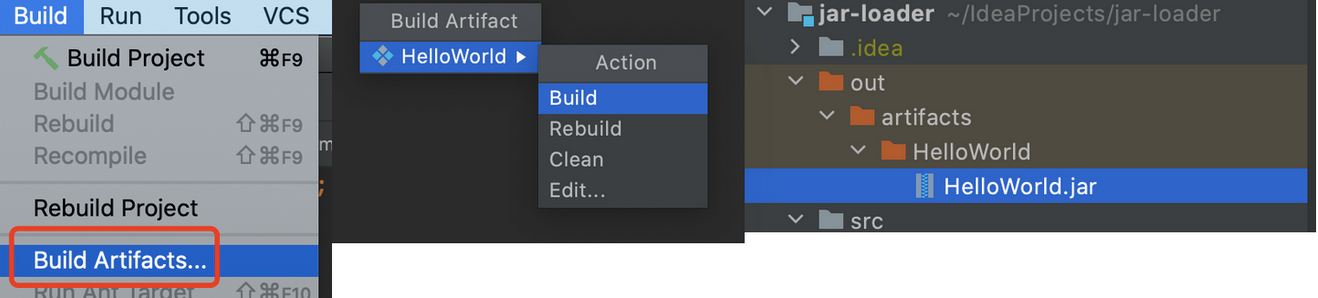 Build Run Tools VCS
Build Project ⌘F9
Build Module
Rebuild ⇧⌘F9
Recompile ⇧⌘F9
Rebuild Project
Build Artifacts...
Run Ant Target ⇧⌘F10
m
;
Build Artifact
HelloWorld
Action
Build
Rebuild
Clean
Edit...
jar-loader ~/IdeaProjects/jar-loader
.idea
out
artifacts
HelloWorld
HelloWorld.jar
src